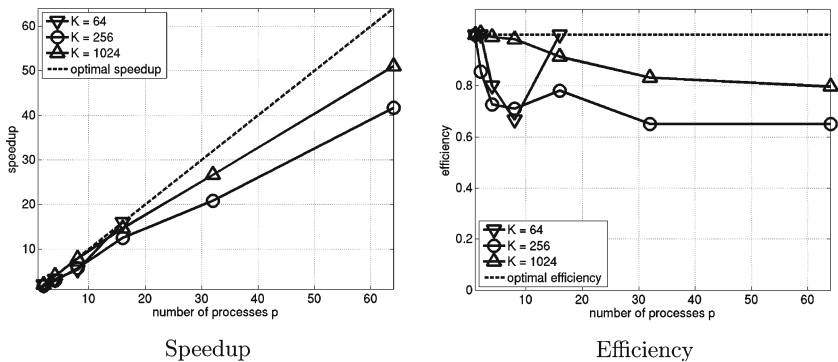 60
50
40
30
20
10
speedup
K = 64
K = 256
K = 1024
optimal speedup
10 20 30 40 50 60
number of processes p
Speedup
1
0.8
0.6
0.4
0.2
0
efficiency
K = 64
K = 256
K = 1024
optimal efficiency
10 20 30 40 50 60
number of processes p
Efficiency